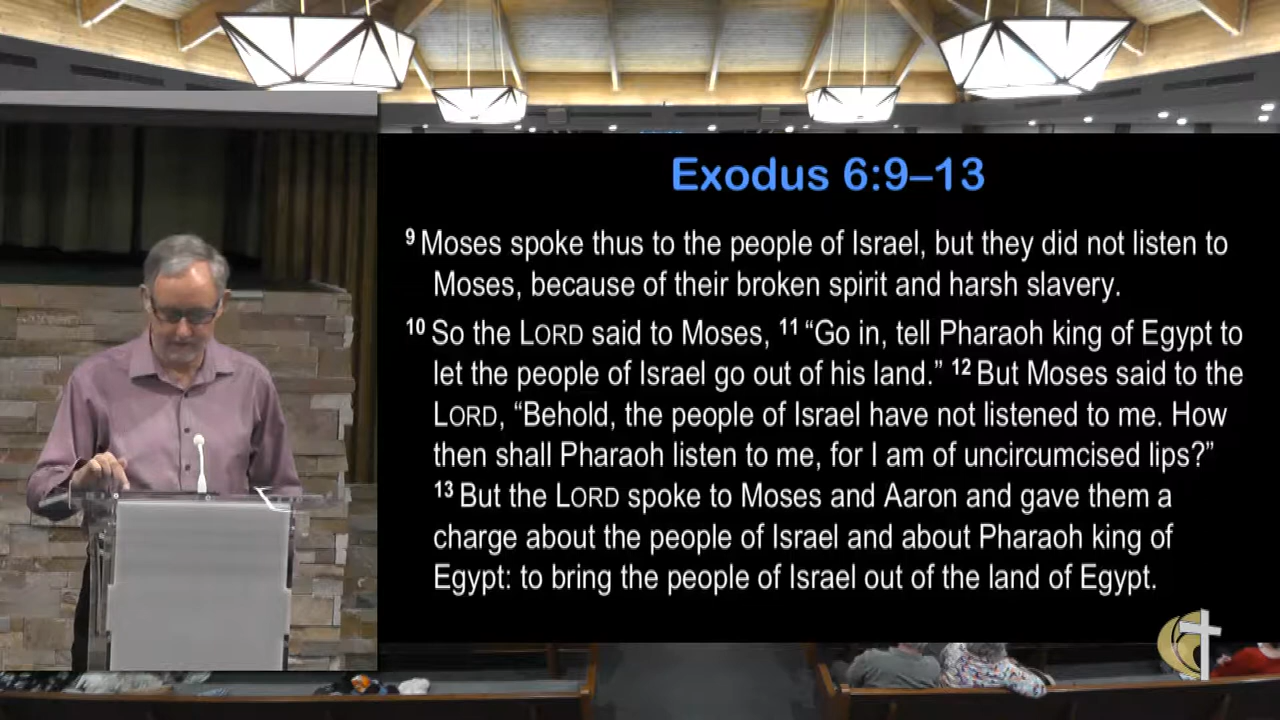 Exodus 6:9–13
9 Moses spoke thus to the people of Israel, but they did not listen to
Moses, because of their broken spirit and harsh slavery.
10 So the LORD said to Moses, 11 “Go in, tell Pharaoh king of Egypt to
let the people of Israel go out of his land.” 12 But Moses said to the
LORD, “Behold, the people of Israel have not listened to me. How
then shall Pharaoh listen to me, for I am of uncircumcised lips?”
13 But the LORD spoke to Moses and Aaron and gave them a
charge about the people of Israel and about Pharaoh king of
Egypt: to bring the people of Israel out of the land of Egypt.